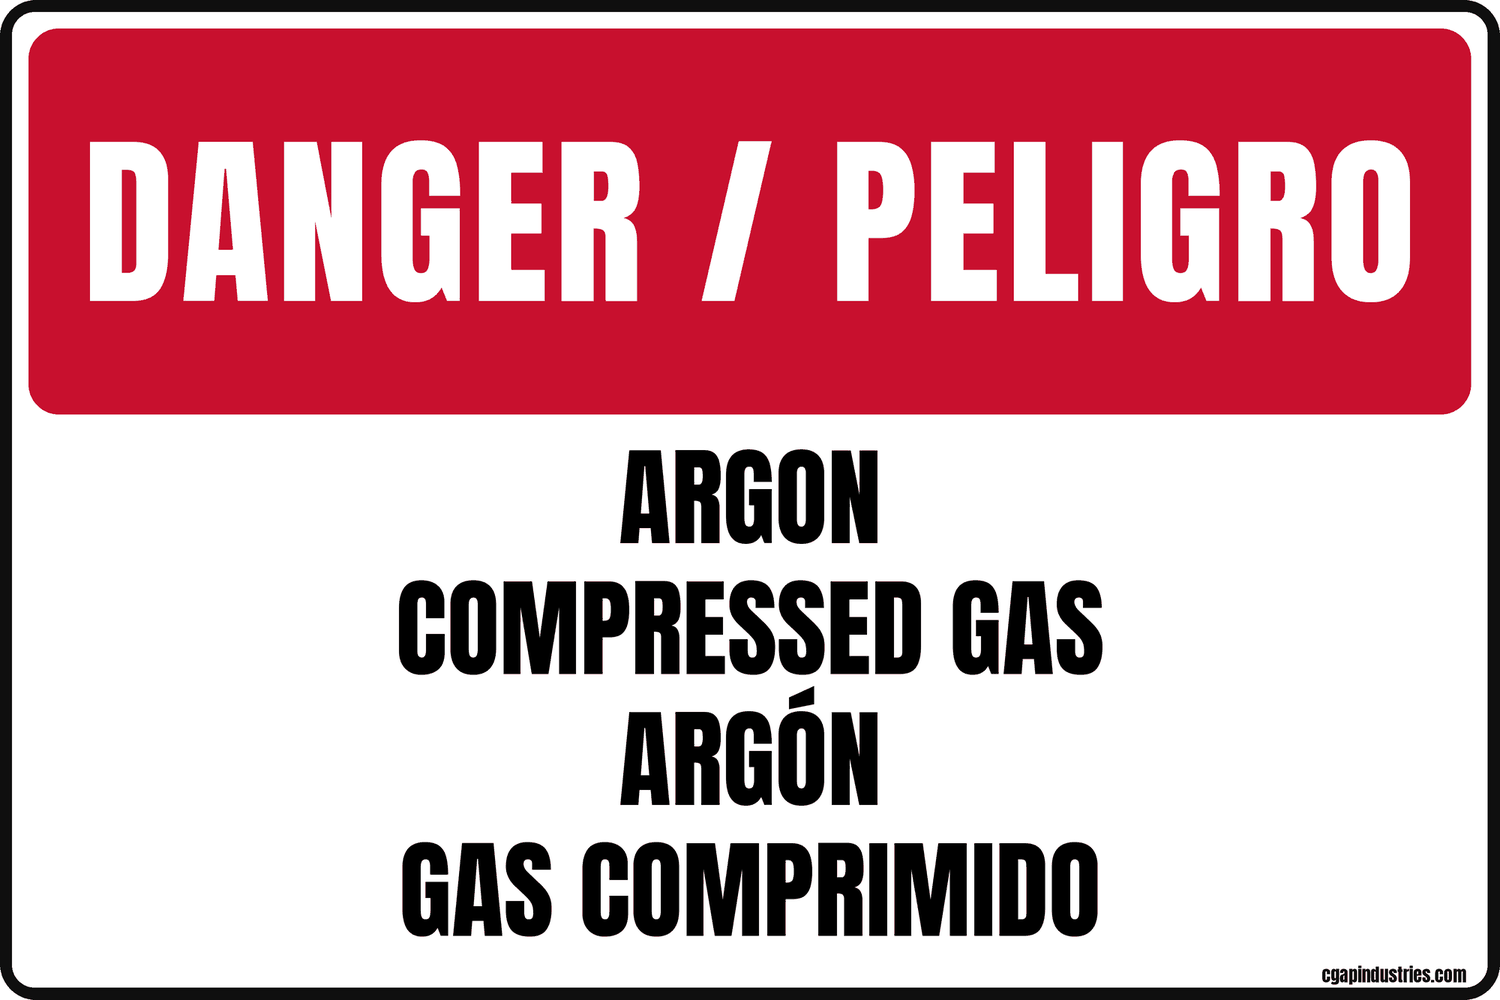 DANGER / PELIGRO
ARGON
COMPRESSED GAS
ARGÓN
GAS COMPRIMIDO
cgapindustries.com